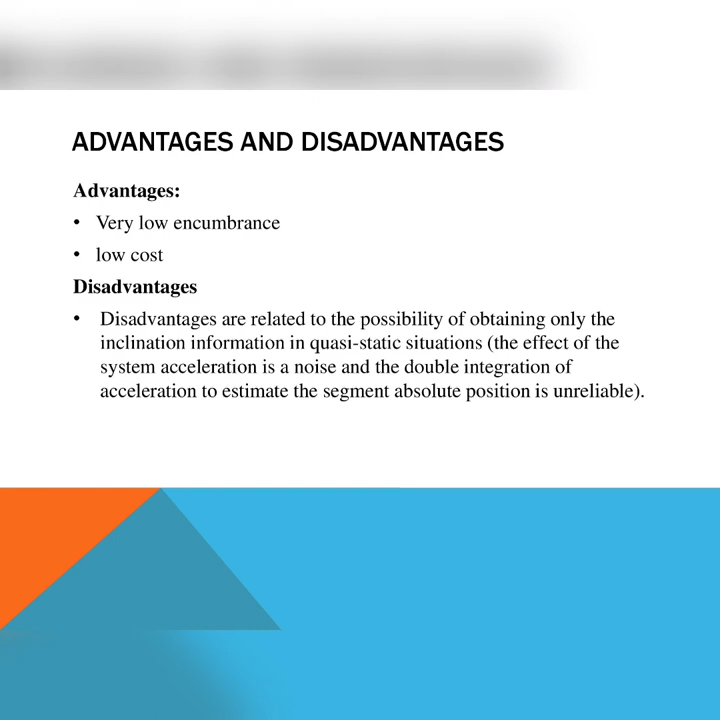 ADVANTAGES AND DISADVANTAGES
Advantages:
• Very low encumbrance
• low cost
Disadvantages
• Disadvantages are related to the possibility of obtaining only the
inclination information in quasi-static situations (the effect of the
system acceleration is a noise and the double integration of
acceleration to estimate the segment absolute position is unreliable).